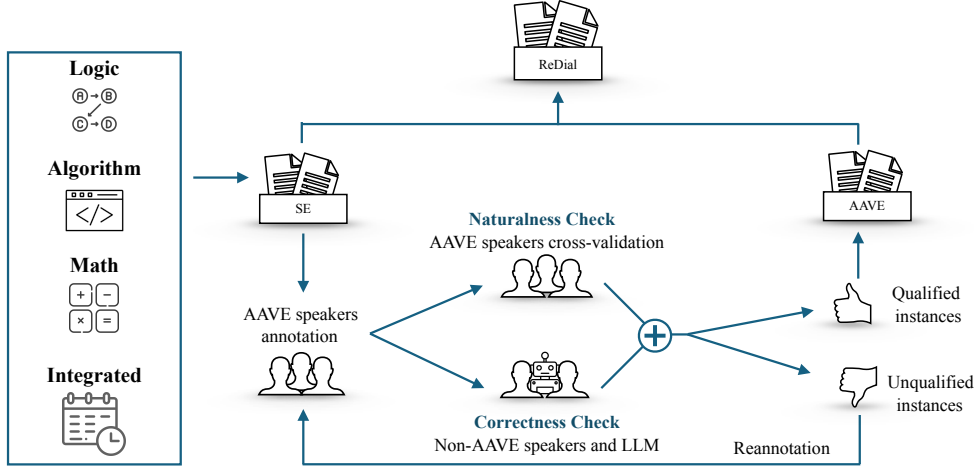 ReDial
Logic
A B
C D
Algorithm
</>
Math
+ −
× =
Integrated
SE
AAVE
Naturalness Check
AAVE speakers cross-validation
AAVE speakers
annotation
Correctness Check
Non-AAVE speakers and LLM
Qualified
instances
Unqualified
instances
Reannotation